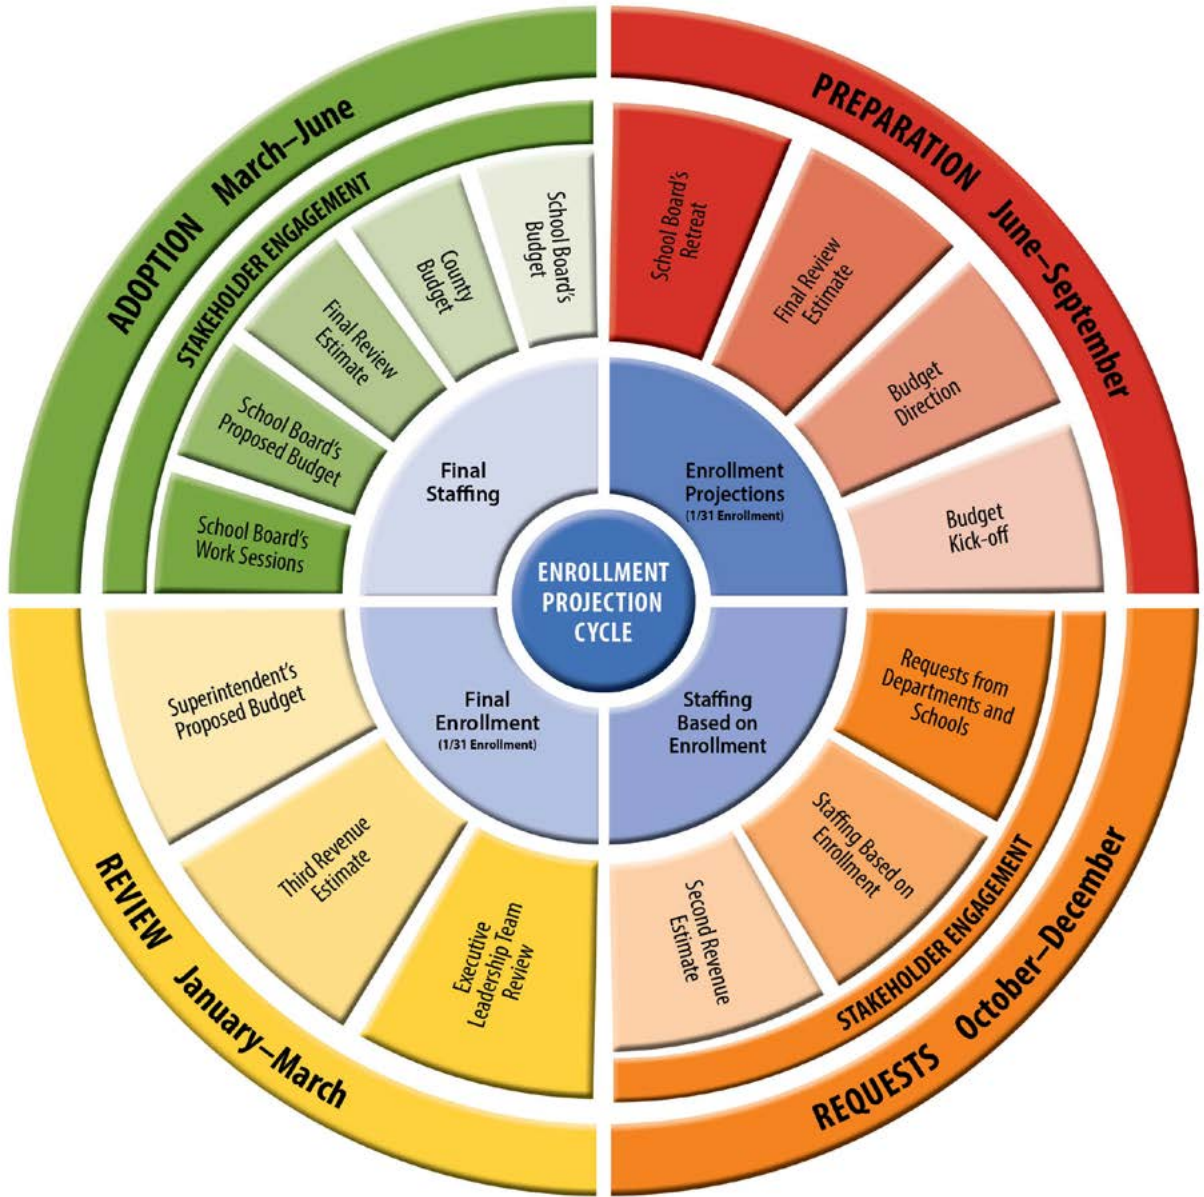 PREPARATION June–September
School Board's
Retreat
Final Review
Estimate
Budget
Direction
Budget
Kick-off
Enrollment
Projections
(1/31 Enrollment)
REQUESTS October–December
STAKEHOLDER ENGAGEMENT
Requests from
Departments and
Schools
Staffing Based on
Enrollment
Second Revenue
Estimate
Staffing
Based on
Enrollment
REVIEW January–March
Executive
Leadership Team
Review
Third Revenue
Estimate
Superintendent's
Proposed Budget
Final
Enrollment
(1/31 Enrollment)
ADOPTION March–June
STAKEHOLDER ENGAGEMENT
School Board's
Work Sessions
School Board's
Proposed Budget
Final Review
Estimate
County
Budget
School Board's
Budget
Final
Staffing
ENROLLMENT
PROJECTION
CYCLE